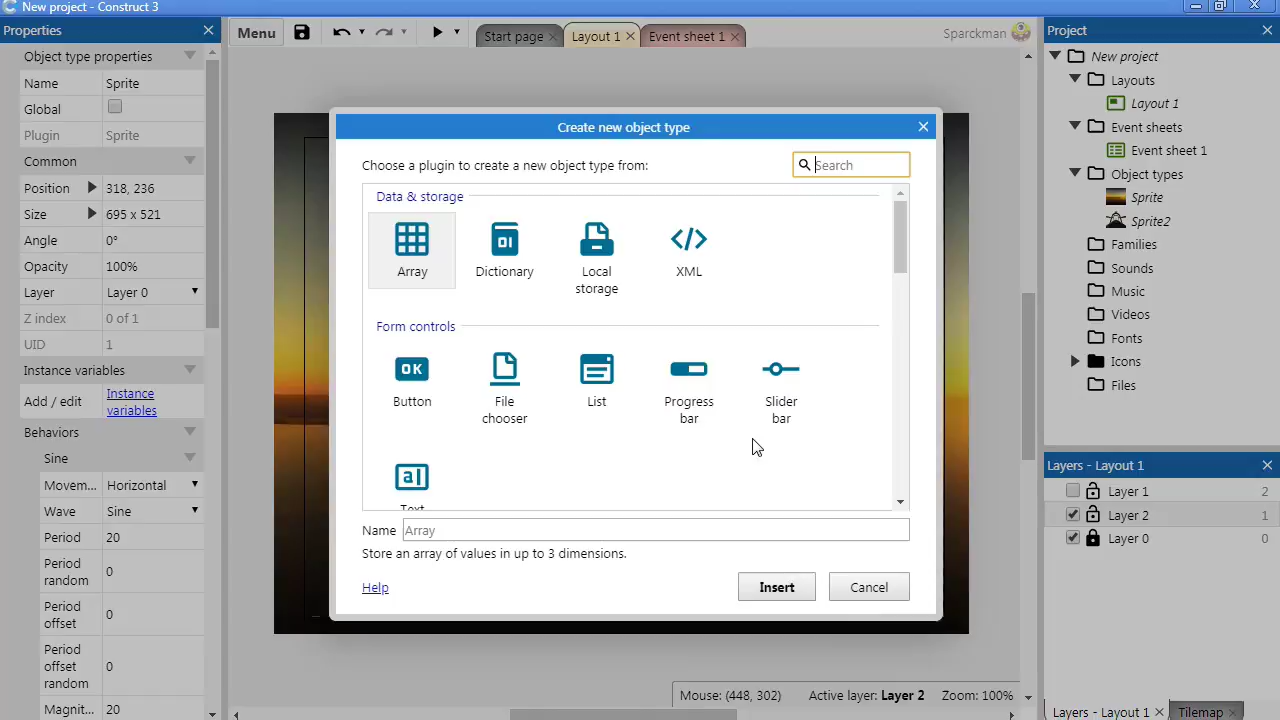 New project - Construct 3
Properties
Object type properties
Name Sprite
Global
Plugin Sprite
Common
Position 318, 236
Size 695 x 521
Angle 0°
Opacity 100%
Layer Layer 0
Z index 0 of 1
UID 1
Instance variables
Add / edit Instance variables
Behaviors
Sine
Movem... Horizontal
Wave Sine
Period 20
Period random 0
Period offset 0
Period offset random 0
Magnit... 20
Menu
Start page
Layout 1
Event sheet 1
Sparckman
Create new object type
Choose a plugin to create a new object type from:
Search
Data & storage
Array
Dictionary
Local storage
XML
Form controls
OK
Button
File chooser
List
Progress bar
Slider bar
Text
Name Array
Store an array of values in up to 3 dimensions.
Help
Insert
Cancel
Mouse: (448, 302) Active layer: Layer 2 Zoom: 100%
Project
New project
Layouts
Layout 1
Event sheets
Event sheet 1
Object types
Sprite
Sprite2
Families
Sounds
Music
Videos
Fonts
Icons
Files
Layers - Layout 1
Layer 1 2
Layer 2 1
Layer 0 0
Layers - Layout 1
Tilemap